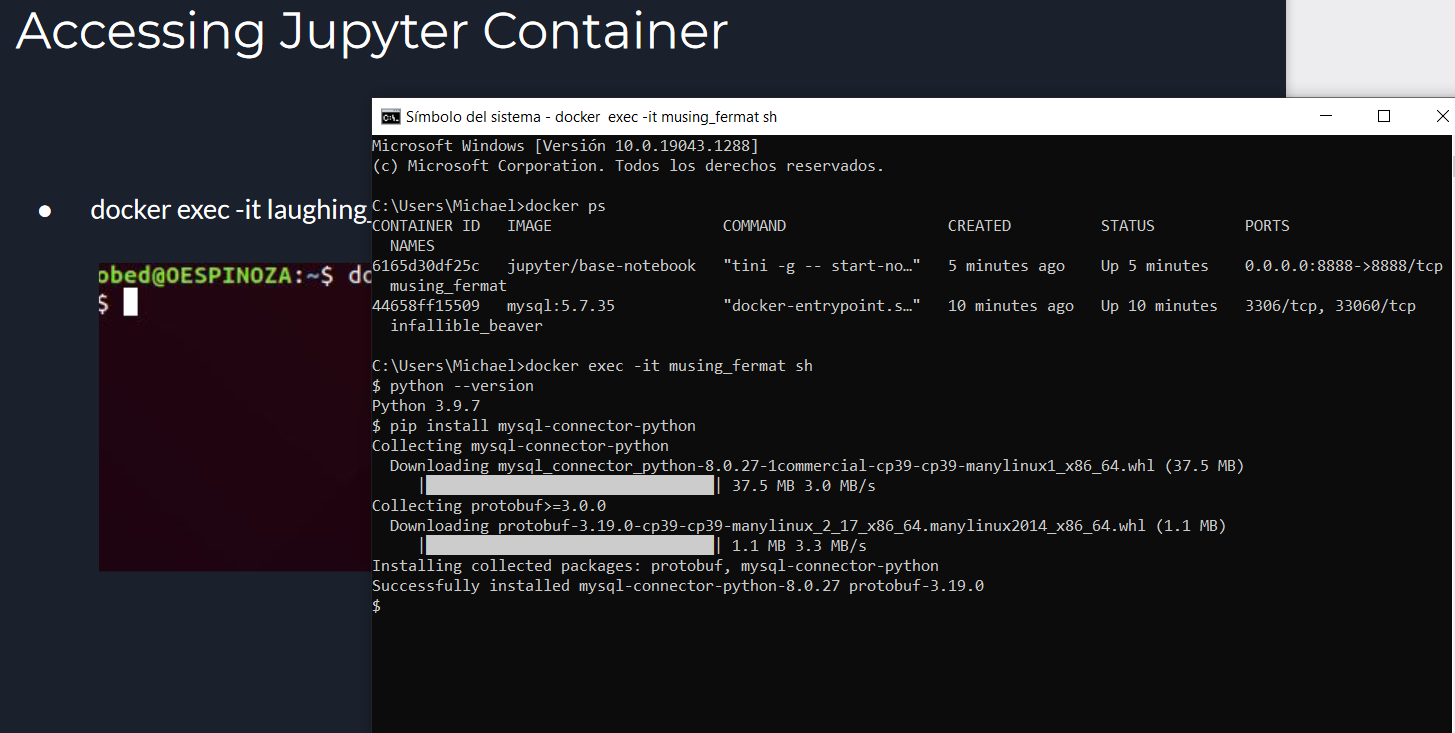 Accessing Jupyter Container
docker exec -it laughing_
obed@OESPINOZA:~$ do
$
Símbolo del sistema - docker  exec -it musing_fermat sh
Microsoft Windows [Versión 10.0.19043.1288]
(c) Microsoft Corporation. Todos los derechos reservados.
C:\Users\Michael>docker ps
CONTAINER ID   IMAGE                   COMMAND                  CREATED          STATUS          PORTS
  NAMES
6165d30df25c   jupyter/base-notebook   "tini -g -- start-no…"   5 minutes ago    Up 5 minutes    0.0.0.0:8888->8888/tcp
  musing_fermat
44658ff15509   mysql:5.7.35            "docker-entrypoint.s…"   10 minutes ago   Up 10 minutes   3306/tcp, 33060/tcp
  infallible_beaver
C:\Users\Michael>docker exec -it musing_fermat sh
$ python --version
Python 3.9.7
$ pip install mysql-connector-python
Collecting mysql-connector-python
  Downloading mysql_connector_python-8.0.27-1commercial-cp39-cp39-manylinux1_x86_64.whl (37.5 MB)
     |████████████████████████████████| 37.5 MB 3.0 MB/s
Collecting protobuf>=3.0.0
  Downloading protobuf-3.19.0-cp39-cp39-manylinux_2_17_x86_64.manylinux2014_x86_64.whl (1.1 MB)
     |████████████████████████████████| 1.1 MB 3.3 MB/s
Installing collected packages: protobuf, mysql-connector-python
Successfully installed mysql-connector-python-8.0.27 protobuf-3.19.0
$